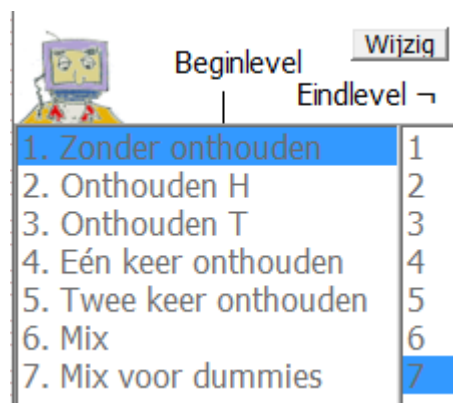 Wijzig
Beginlevel
Eindlevel ¬
1. Zonder onthouden 1
2. Onthouden H 2
3. Onthouden T 3
4. Eén keer onthouden 4
5. Twee keer onthouden 5
6. Mix 6
7. Mix voor dummies 7